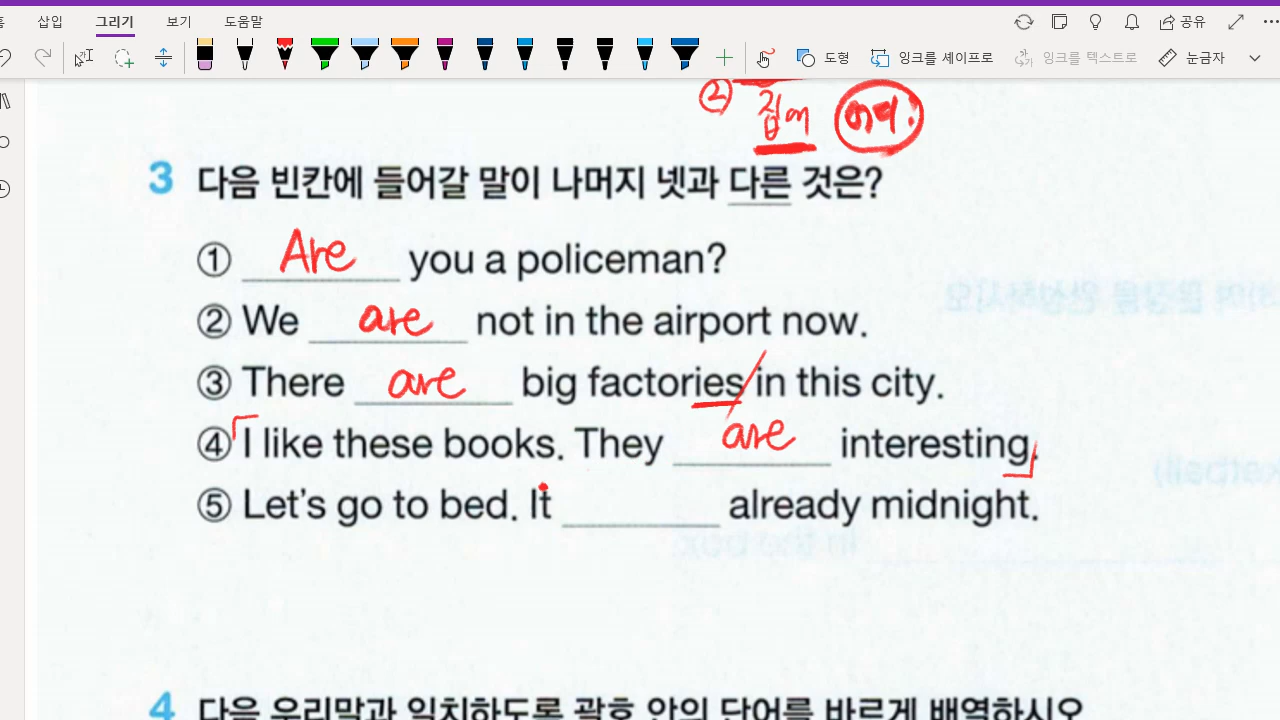 삽입 그리기 보기 도움말 공유
도형 잉크를 셰이프로 잉크를 텍스트로 눈금자
② 집에
3 다음 빈칸에 들어갈 말이 나머지 넷과 다른 것은?
① Are you a policeman?
② We are not in the airport now.
③ There are big factories in this city.
④ I like these books. They are interesting.
⑤ Let's go to bed. It ________ already midnight.
4 다음 우리말과 일치하도록 괄호 안의 단어를 바르게 배열하시오